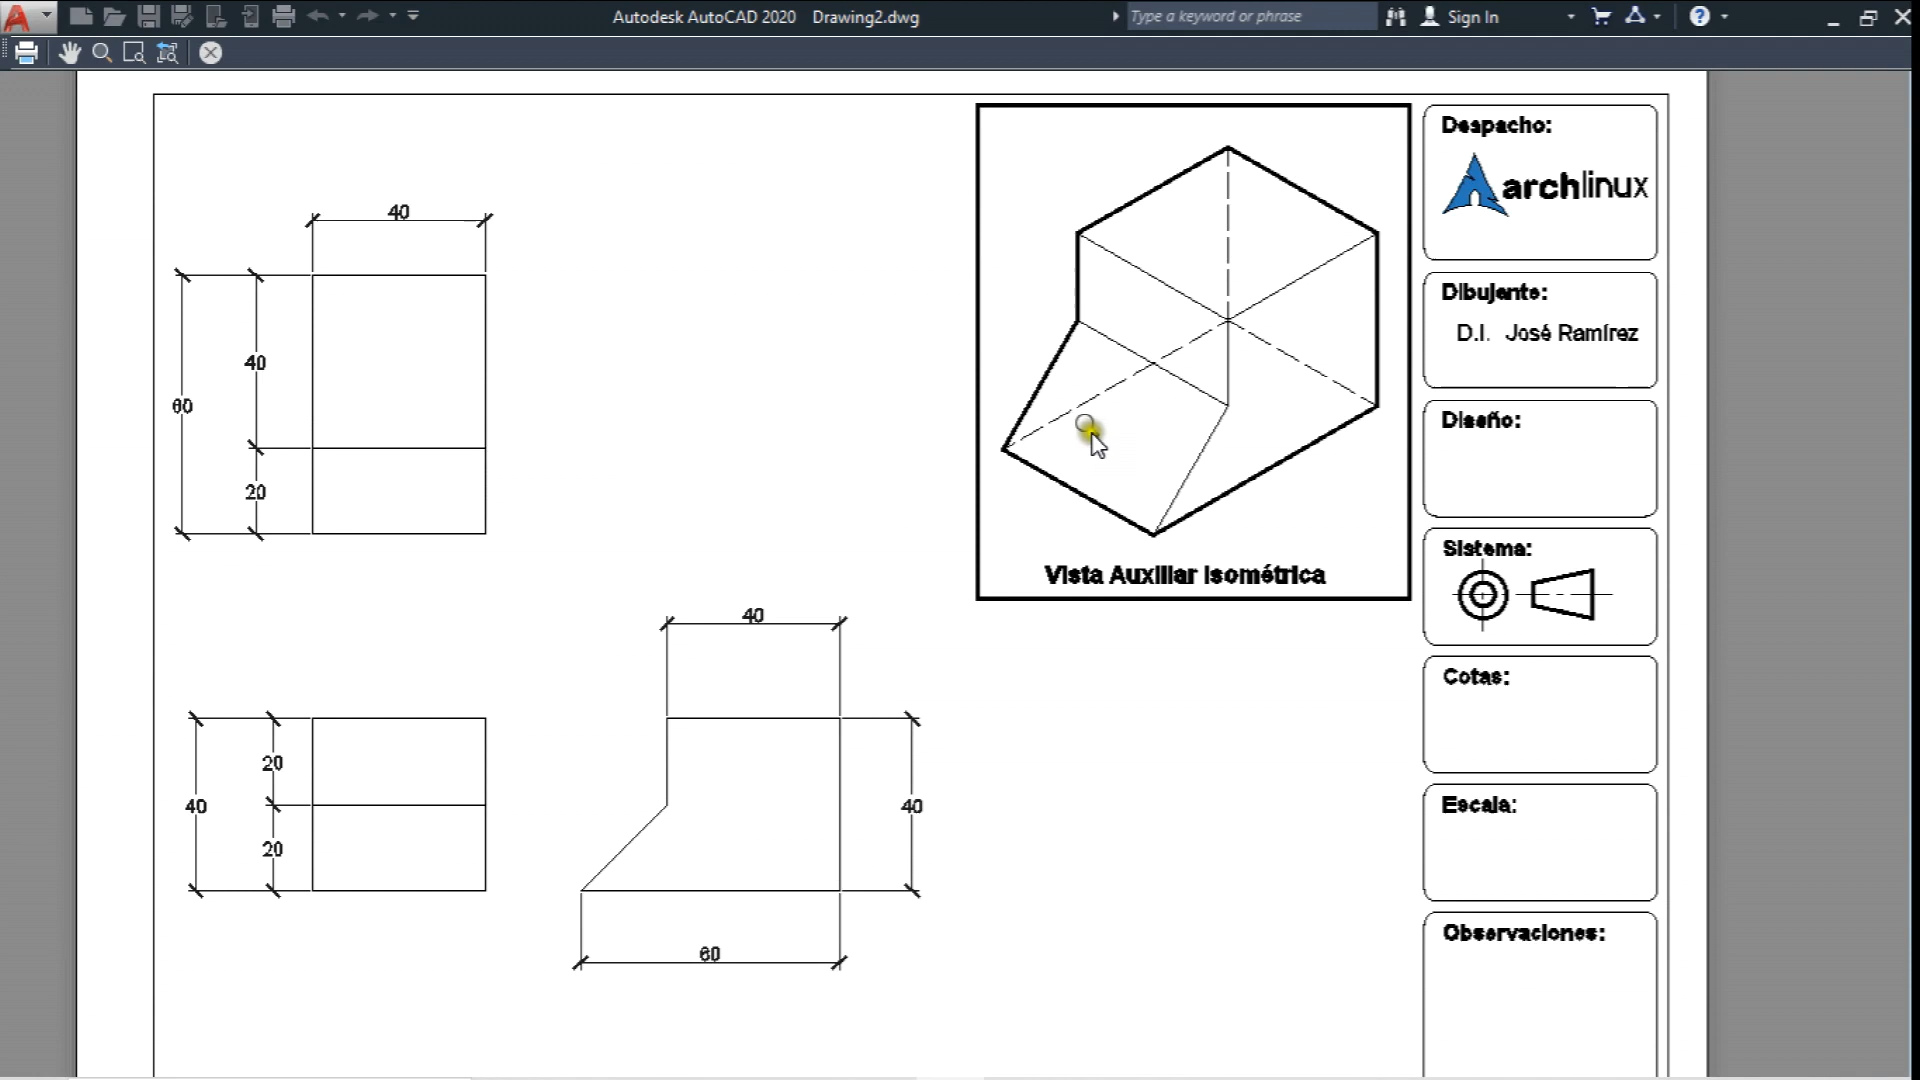 Autodesk AutoCAD 2020 Drawing2.dwg
Type a keyword or phrase
Sign In
Despacho:
archlinux
Dibujante:
D.I. José Ramírez
Diseño:
Sistema:
Cotas:
Escala:
Observaciones:
Vista Auxiliar Isométrica
40
60
40
20
40
20
40
20
40
40
60